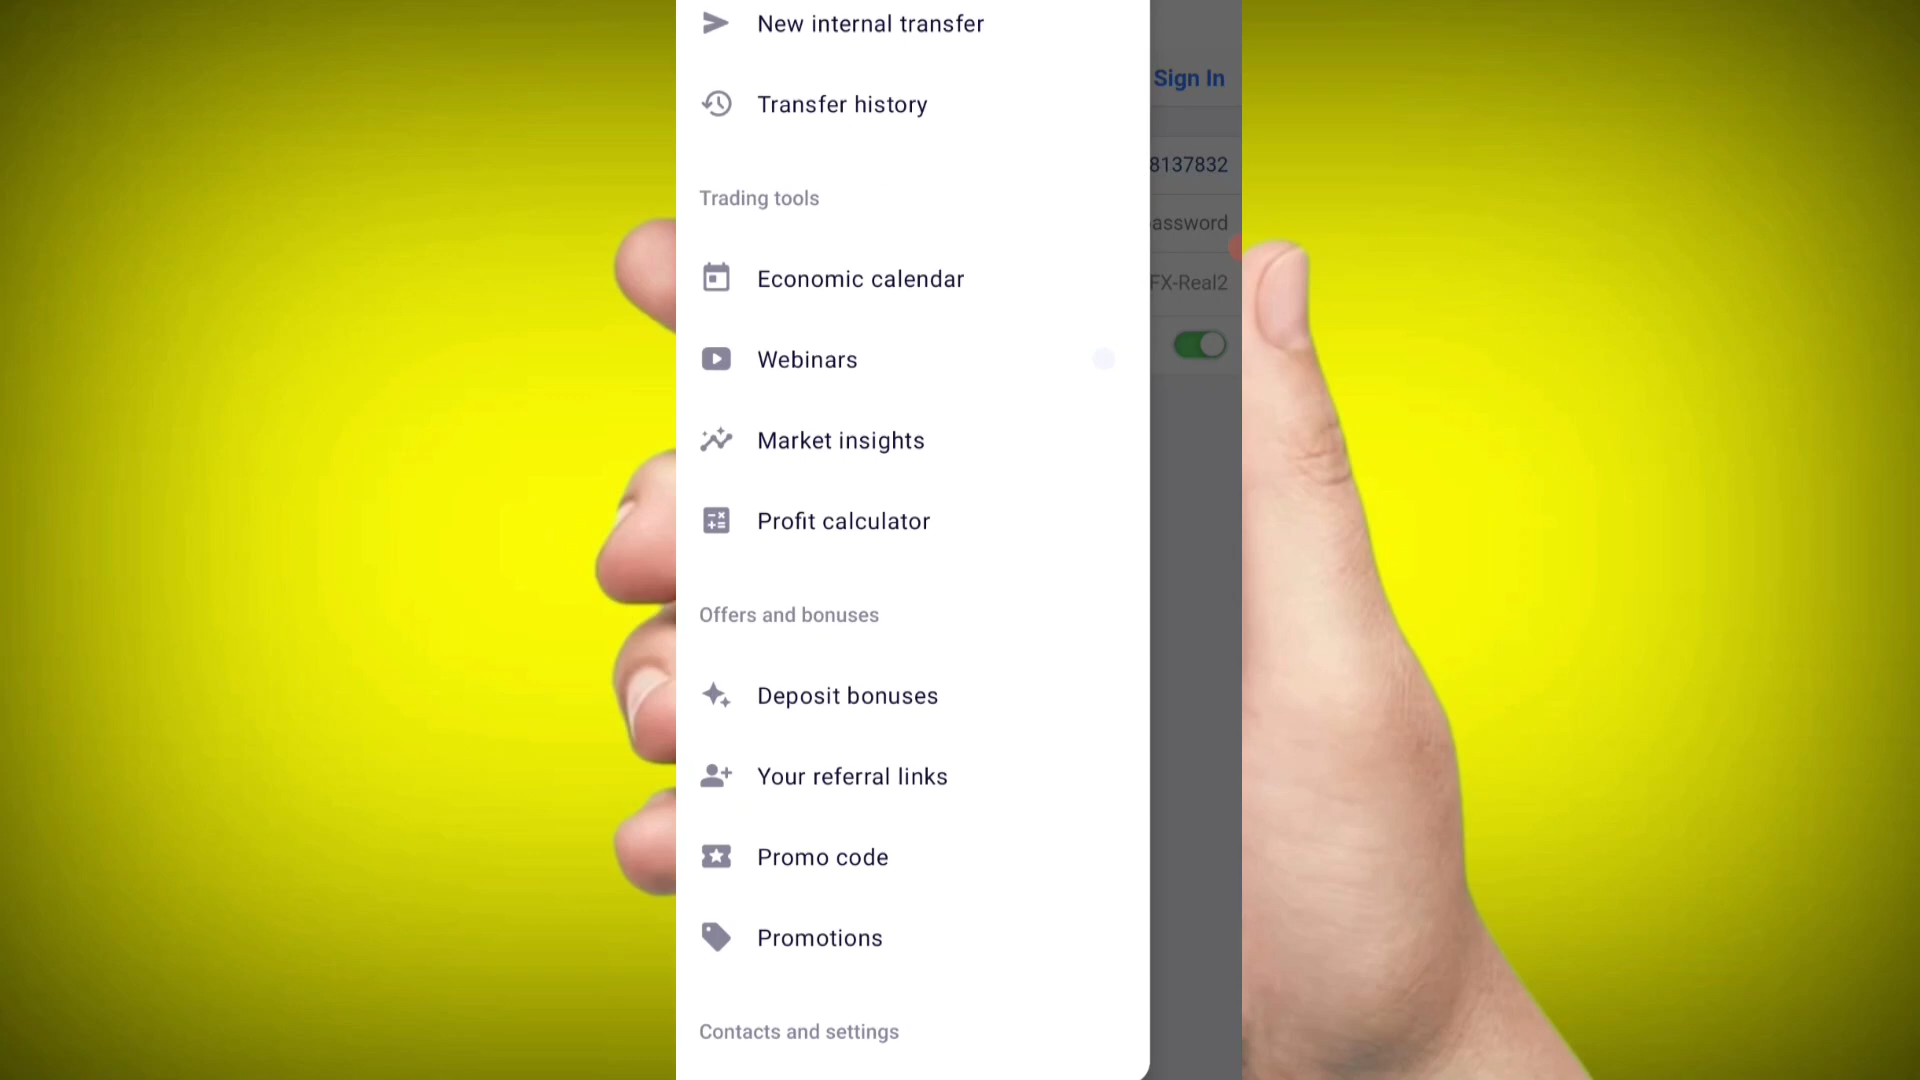 New internal transfer
Sign In
Transfer history
8137832
Trading tools
assword
Economic calendar
FX-Real2
Webinars
Market insights
Profit calculator
Offers and bonuses
Deposit bonuses
Your referral links
Promo code
Promotions
Contacts and settings